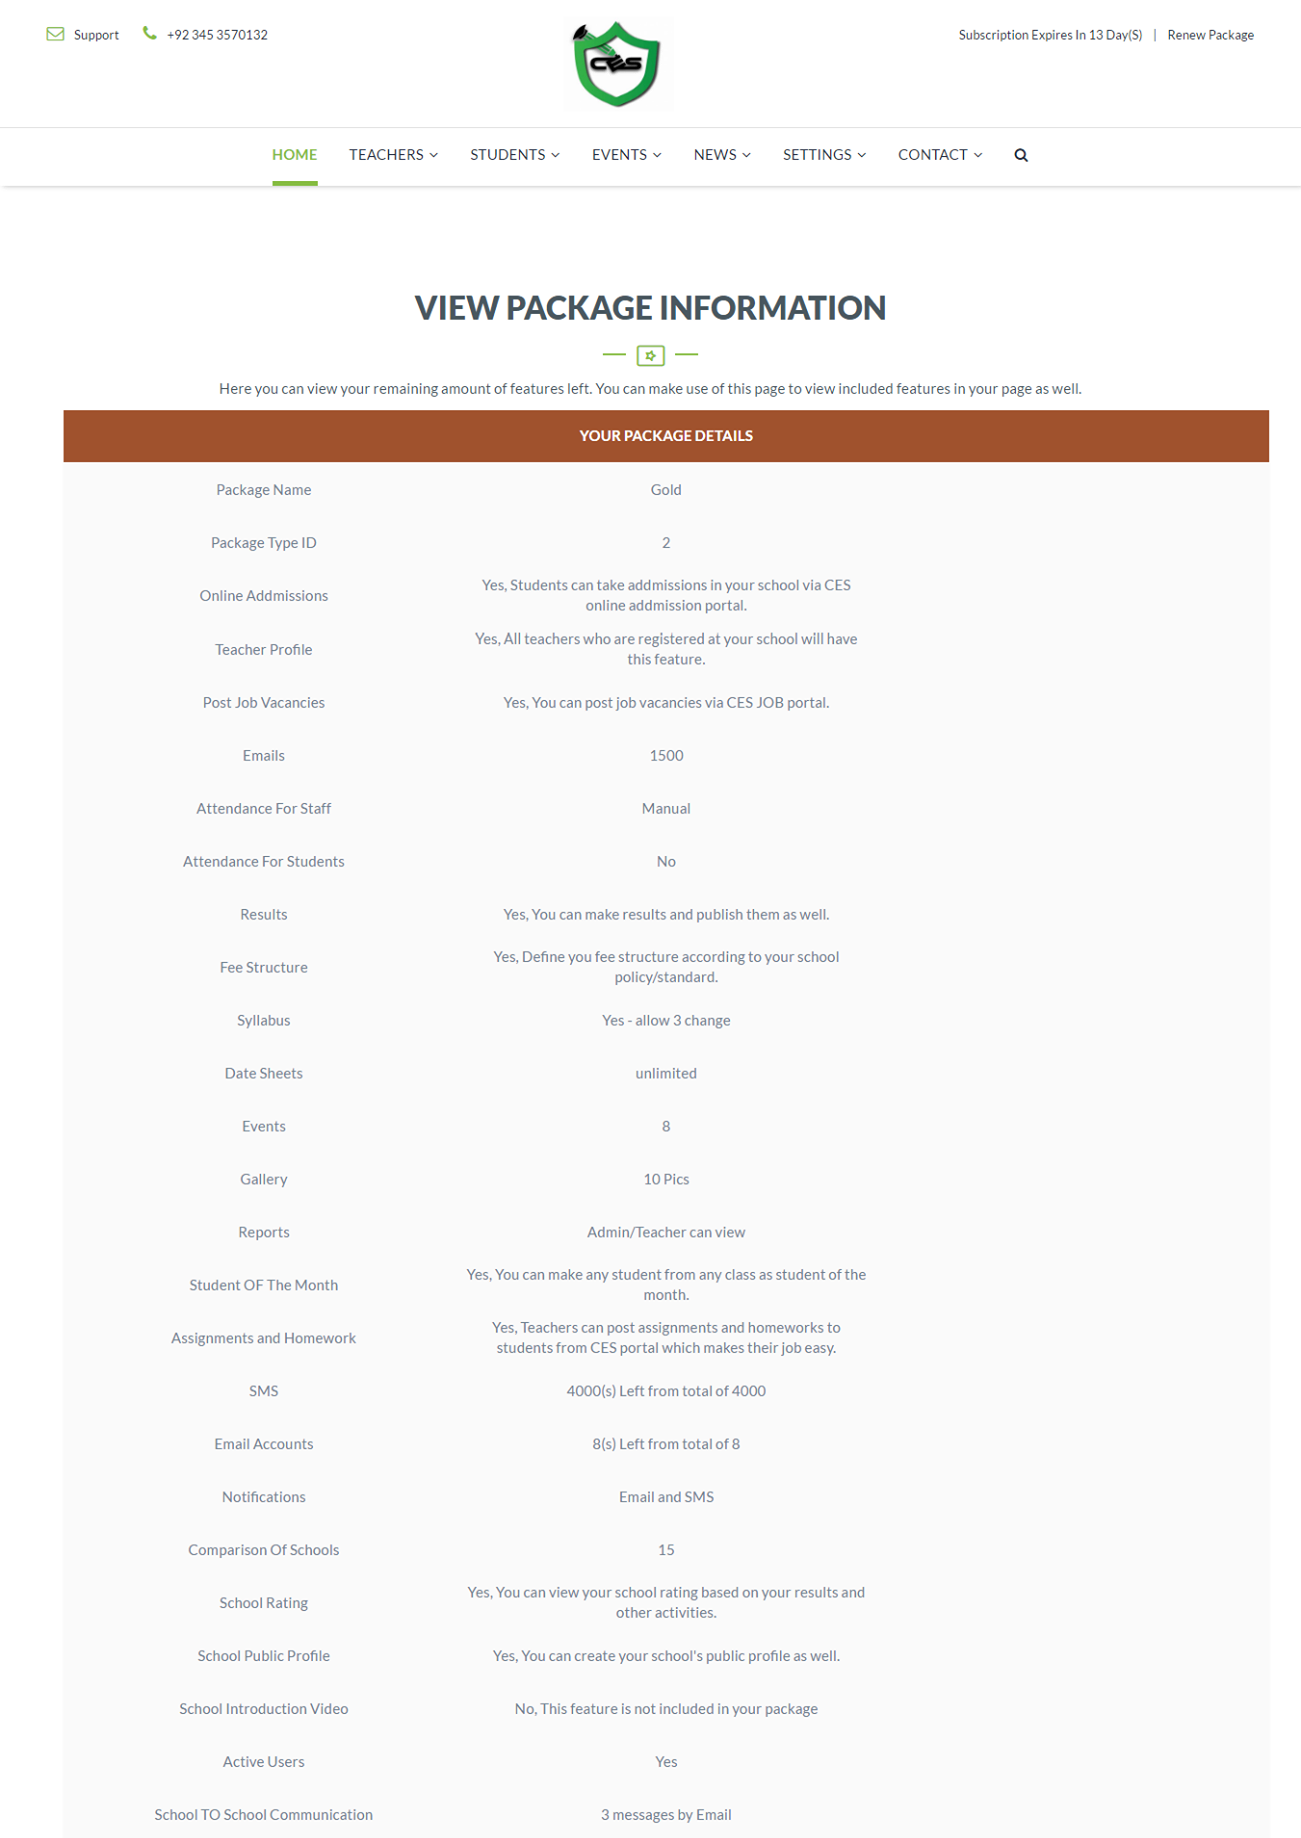 Support +92 345 3570132
CES
Subscription Expires In 13 Day(S) | Renew Package
HOME TEACHERS STUDENTS EVENTS NEWS SETTINGS CONTACT
VIEW PACKAGE INFORMATION
Here you can view your remaining amount of features left. You can make use of this page to view included features in your page as well.
YOUR PACKAGE DETAILS
Package Name Gold
Package Type ID 2
Online Addmissions Yes, Students can take addmissions in your school via CES
online addmission portal.
Teacher Profile Yes, All teachers who are registered at your school will have
this feature.
Post Job Vacancies Yes, You can post job vacancies via CES JOB portal.
Emails 1500
Attendance For Staff Manual
Attendance For Students No
Results Yes, You can make results and publish them as well.
Fee Structure Yes, Define you fee structure according to your school
policy/standard.
Syllabus Yes - allow 3 change
Date Sheets unlimited
Events 8
Gallery 10 Pics
Reports Admin/Teacher can view
Student OF The Month Yes, You can make any student from any class as student of the
month.
Assignments and Homework Yes, Teachers can post assignments and homeworks to
students from CES portal which makes their job easy.
SMS 4000(s) Left from total of 4000
Email Accounts 8(s) Left from total of 8
Notifications Email and SMS
Comparison Of Schools 15
School Rating Yes, You can view your school rating based on your results and
other activities.
School Public Profile Yes, You can create your school's public profile as well.
School Introduction Video No, This feature is not included in your package
Active Users Yes
School TO School Communication 3 messages by Email